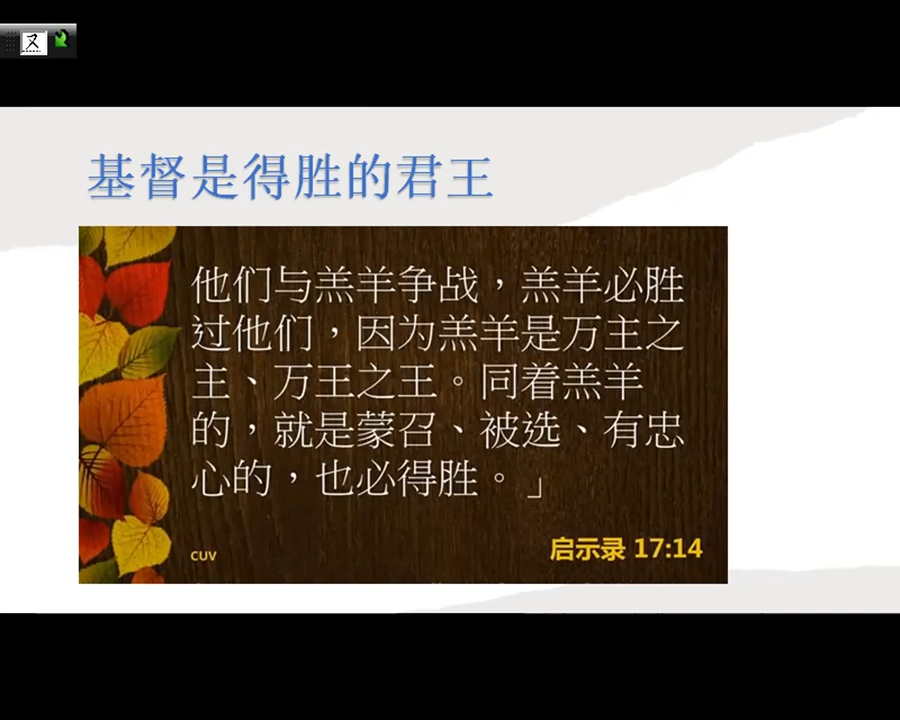 又
基督是得胜的君王
他们与羔羊争战，羔羊必胜
过他们，因为羔羊是万主之
主、万王之王。同着羔羊
的，就是蒙召、被选、有忠
心的，也必得胜。」
CUV
启示录 17:14